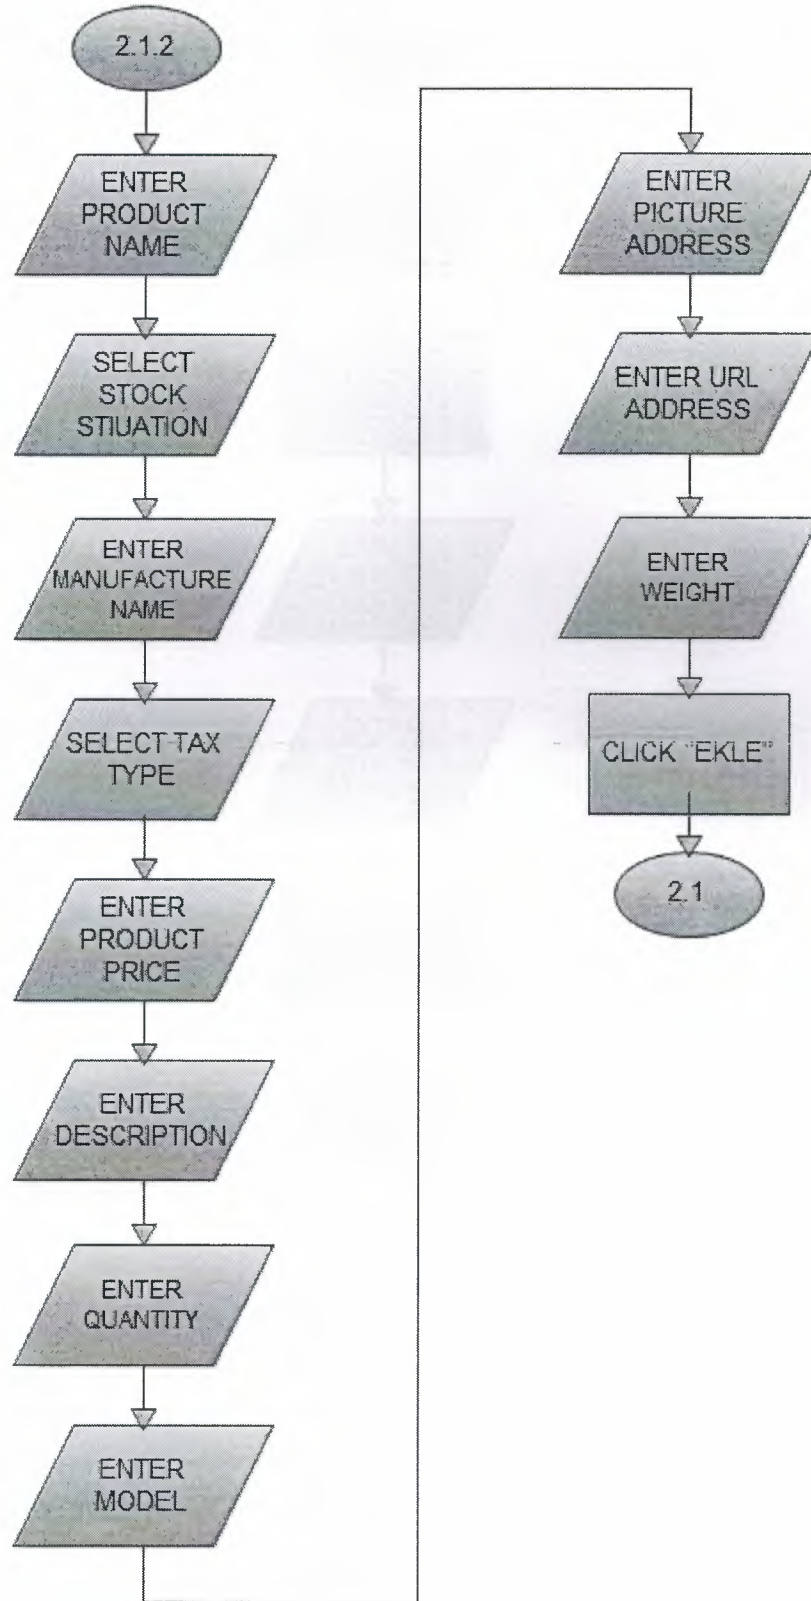 2.1.2
ENTER
PRODUCT
NAME
SELECT
STOCK
STIUATION
ENTER
MANUFACTURE
NAME
SELECT TAX
TYPE
ENTER
PRODUCT
PRICE
ENTER
DESCRIPTION
ENTER
QUANTITY
ENTER
MODEL
ENTER
PICTURE
ADDRESS
ENTER URL
ADDRESS
ENTER
WEIGHT
CLICK "EKLE"
2.1